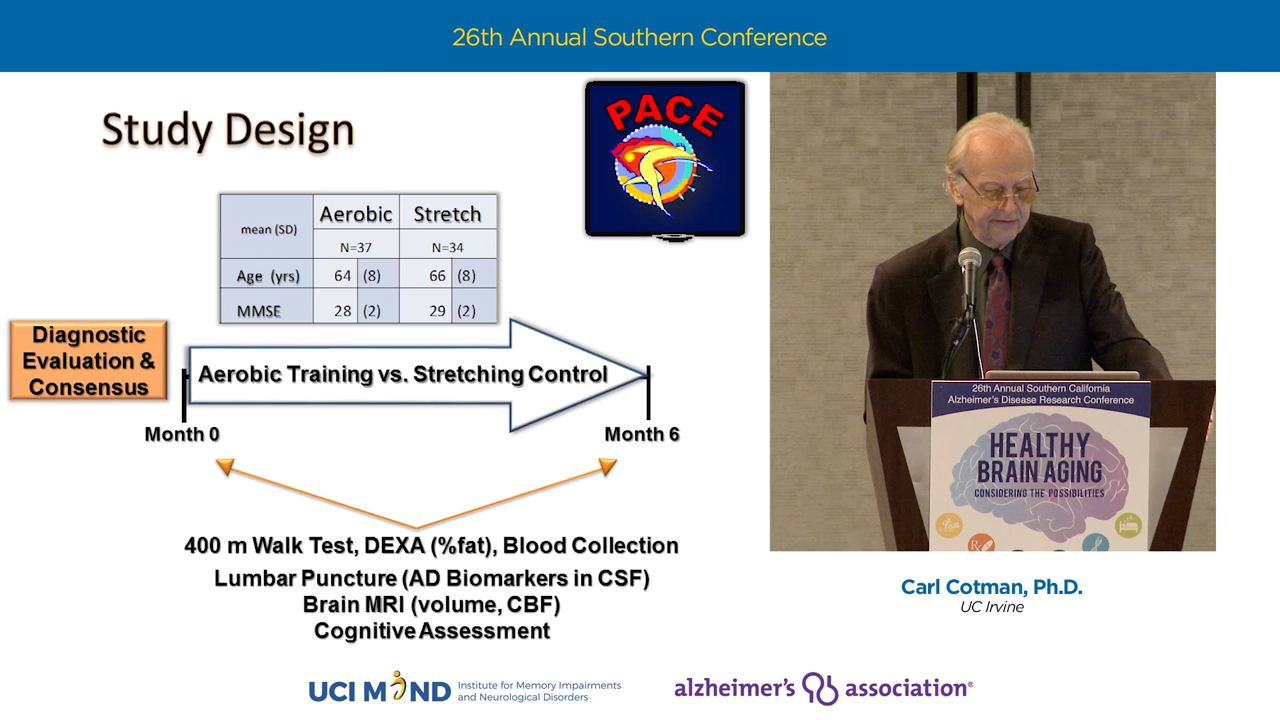 26th Annual Southern Conference
Study Design
PACE
mean (SD)
Aerobic
Stretch
N=37
N=34
Age (yrs)
64
(8)
66
(8)
MMSE
28
(2)
29
(2)
Diagnostic
Evaluation &
Consensus
Aerobic Training vs. Stretching Control
Month 0
Month 6
400 m Walk Test, DEXA (%fat), Blood Collection
Lumbar Puncture (AD Biomarkers in CSF)
Brain MRI (volume, CBF)
Cognitive Assessment
26th Annual Southern California
Alzheimer's Disease Research Conference
HEALTHY
BRAIN AGING
CONSIDERING THE POSSIBILITIES
Carl Cotman, Ph.D.
UC Irvine
UCI MIND
Institute for Memory Impairments
and Neurological Disorders
alzheimer's association®